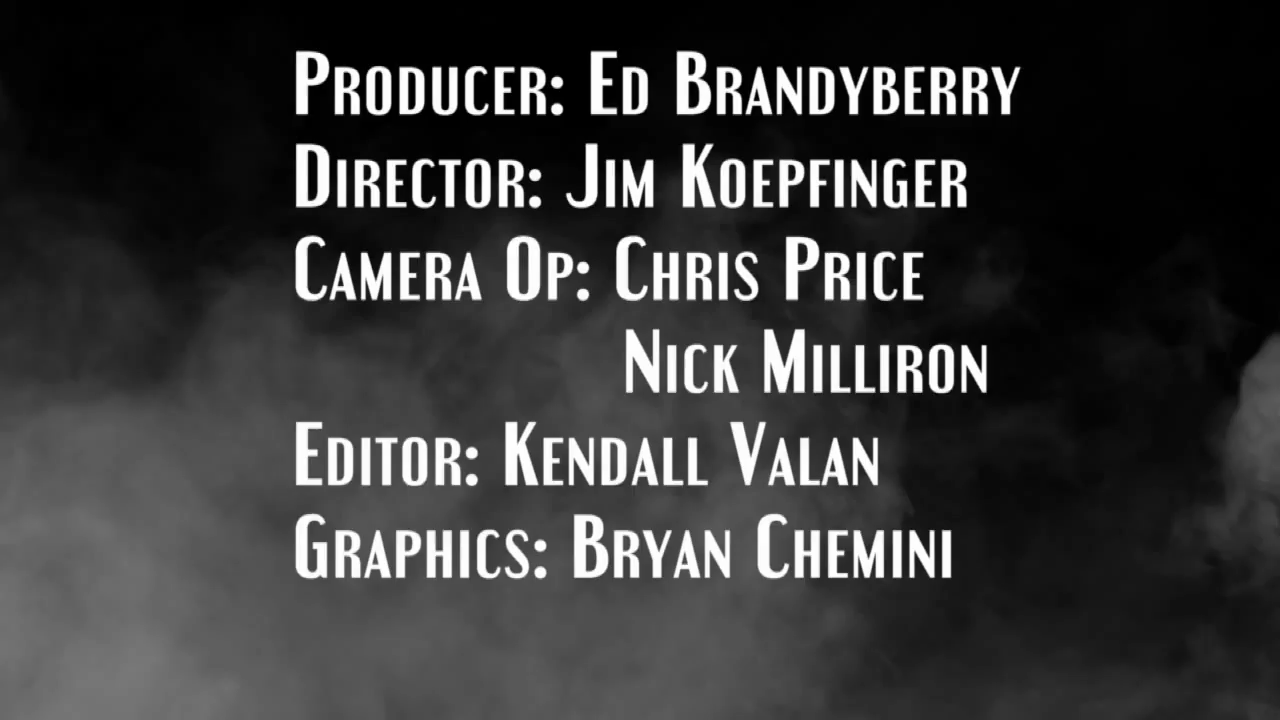 Producer: Ed Brandyberry
Director: Jim Koepfinger
Camera Op: Chris Price
Nick Milliron
Editor: Kendall Valan
Graphics: Bryan Chemini